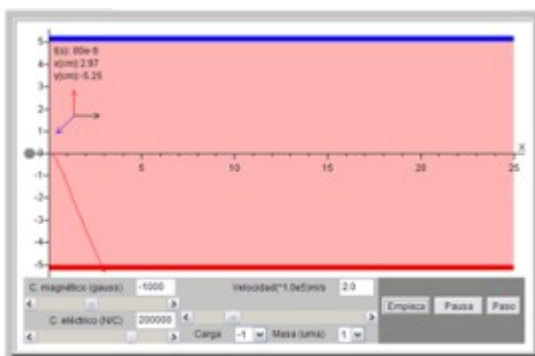 5
t(s): 60e-9
x(cm):2.97
y(cm):-5.25
4
3
2
1
0
X
5 10 15 20 25
-1
-2
-3
-4
-5
C. magnético (gauss) -1000 Velocidad(*1.0e5)m/s 2.0
Empieza Pausa Paso
C. eléctrico (N/C) 200000
Carga -1 Masa (uma) 1